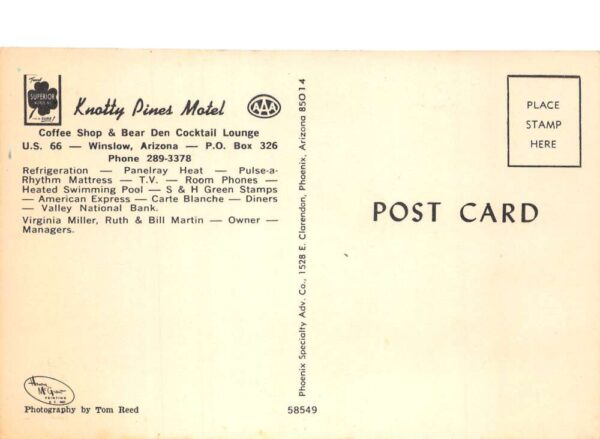 SUPERIOR
Knotty Pines Motel
AAA
Coffee Shop & Bear Den Cocktail Lounge
U.S. 66 — Winslow, Arizona — P.O. Box 326
Phone 289-3378
Refrigeration — Panelray Heat — Pulse-a-
Rhythm Mattress — T.V. — Room Phones —
Heated Swimming Pool — S & H Green Stamps
— American Express — Carte Blanche — Diners
— Valley National Bank.
Virginia Miller, Ruth & Bill Martin — Owner —
Managers.
PRINTING
Photography by Tom Reed
Phoenix Specialty Adv. Co., 1528 E. Clarendon, Phoenix, Arizona 85014
58549
PLACE
STAMP
HERE
POST CARD